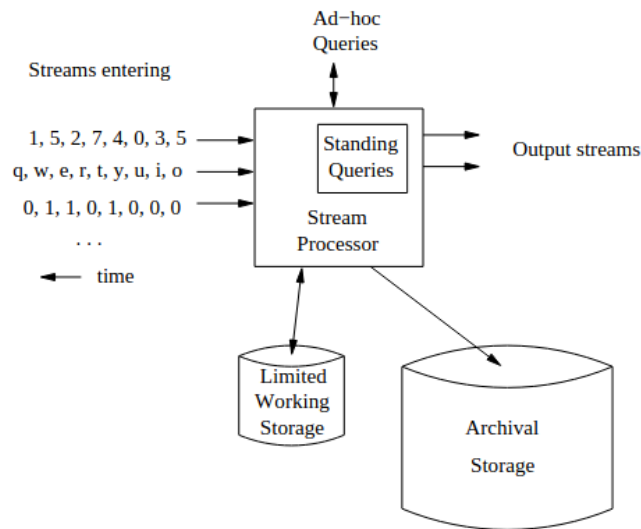 Ad-hoc
Queries
Streams entering
1, 5, 2, 7, 4, 0, 3, 5
q, w, e, r, t, y, u, i, o
0, 1, 1, 0, 1, 0, 0, 0
. . .
time
Standing
Queries
Stream
Processor
Output streams
Limited
Working
Storage
Archival
Storage